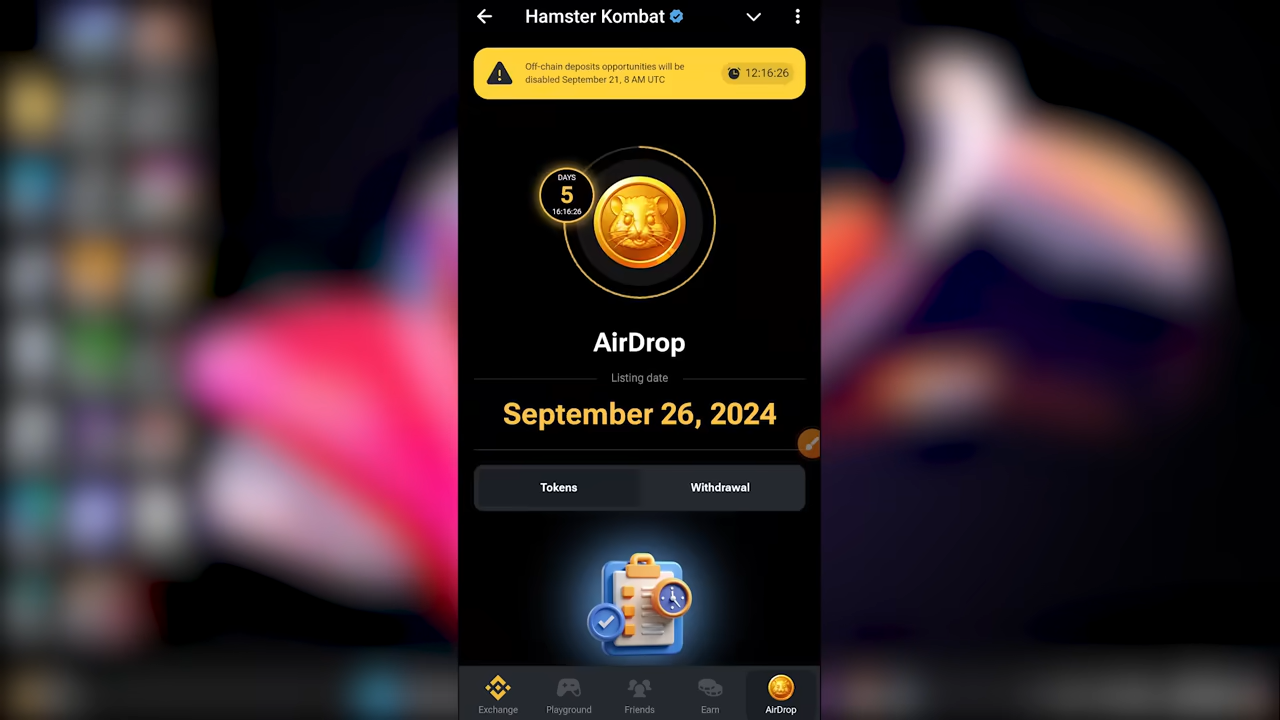 Hamster Kombat
Off-chain deposits opportunities will be
disabled September 21, 8 AM UTC
12:16:26
DAYS
5
16:16:26
AirDrop
Listing date
September 26, 2024
Tokens
Withdrawal
Exchange
Playground
Friends
Earn
AirDrop